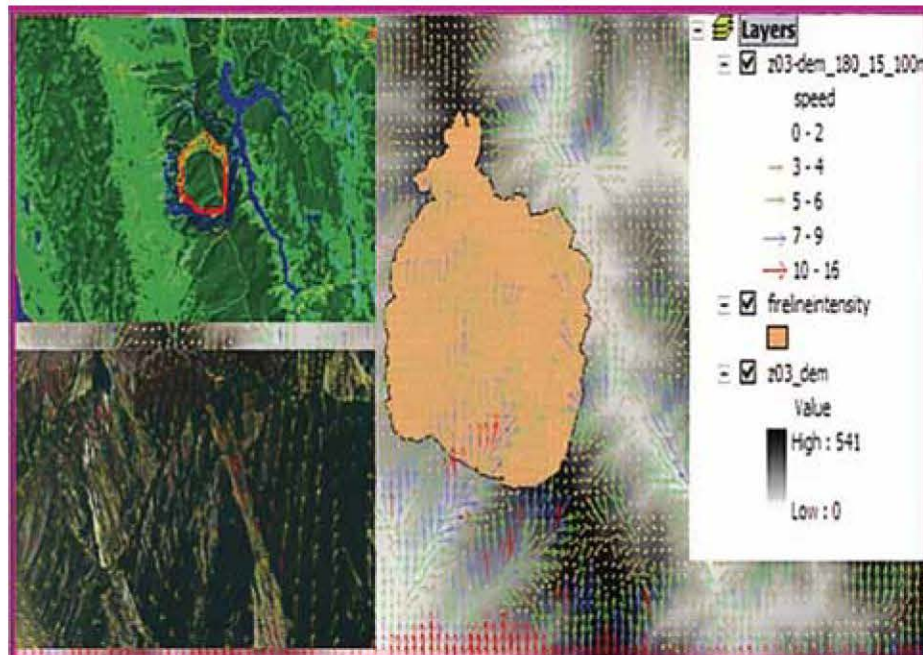 Layers
z03-dem_180_15_100m
speed
0 - 2
3 - 4
5 - 6
7 - 9
10 - 16
firelineintensity
z03_dem
Value
High : 541
Low : 0